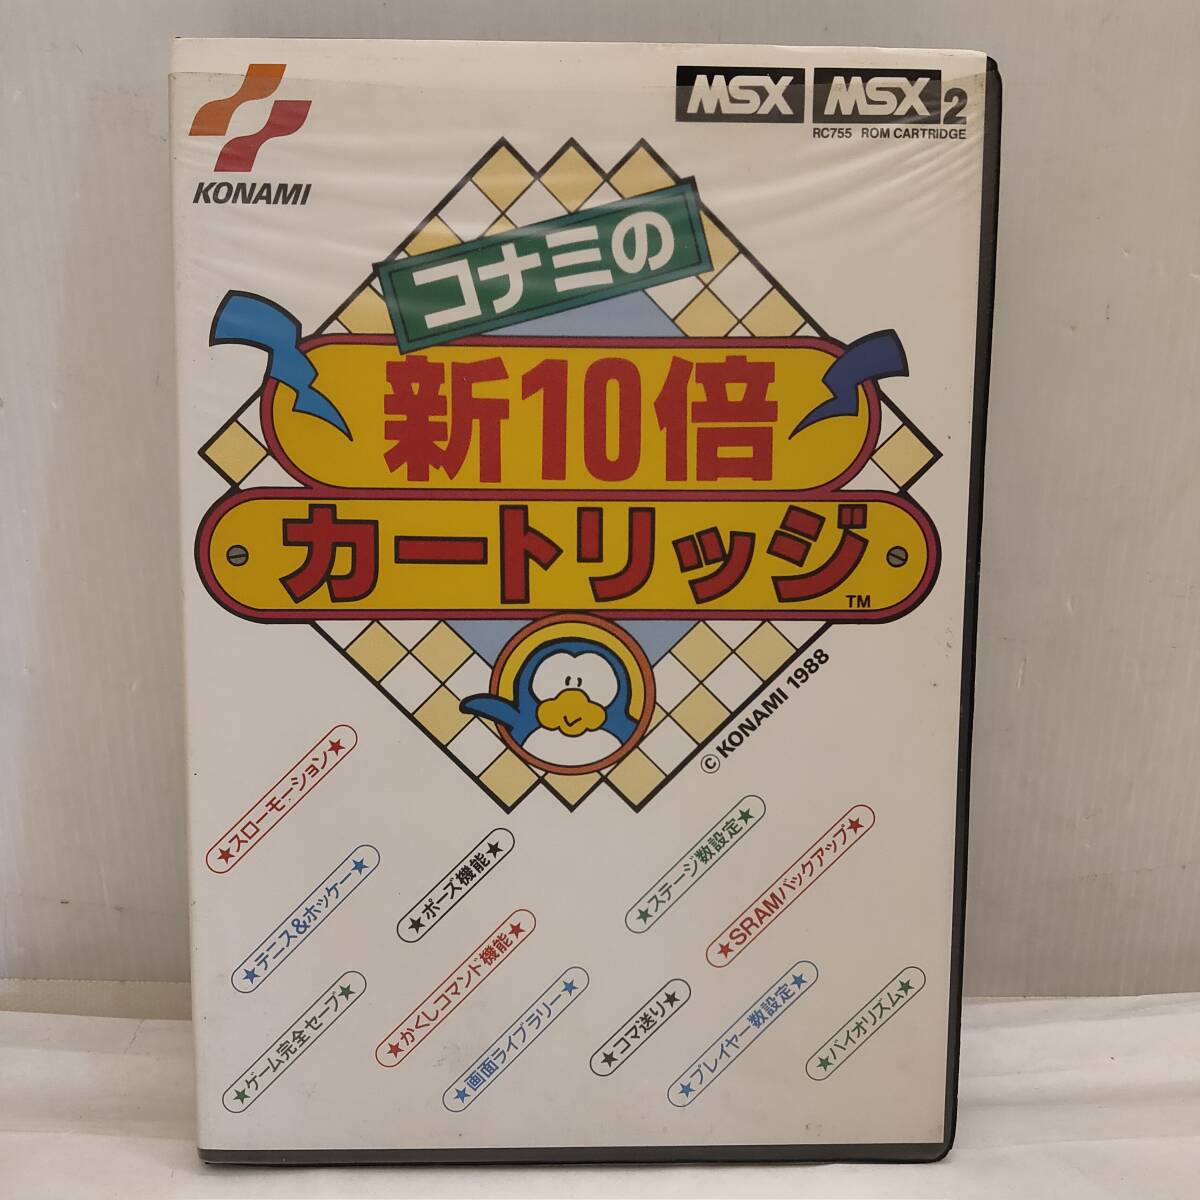 KONAMI
MSX MSX2
RC755 ROM CARTRIDGE
コナミの
新10倍
カートリッジ
TM
©KONAMI 1988
★スローモーション★
★テニス&ホッケー★
★ポーズ機能★
★ステージ数設定★
★SRAMバックアップ★
★ゲーム完全セーブ★
★かくしコマンド機能★
★画面ライブラリー★
★コマ送り★
★プレイヤー数設定★
★バイオリズム★